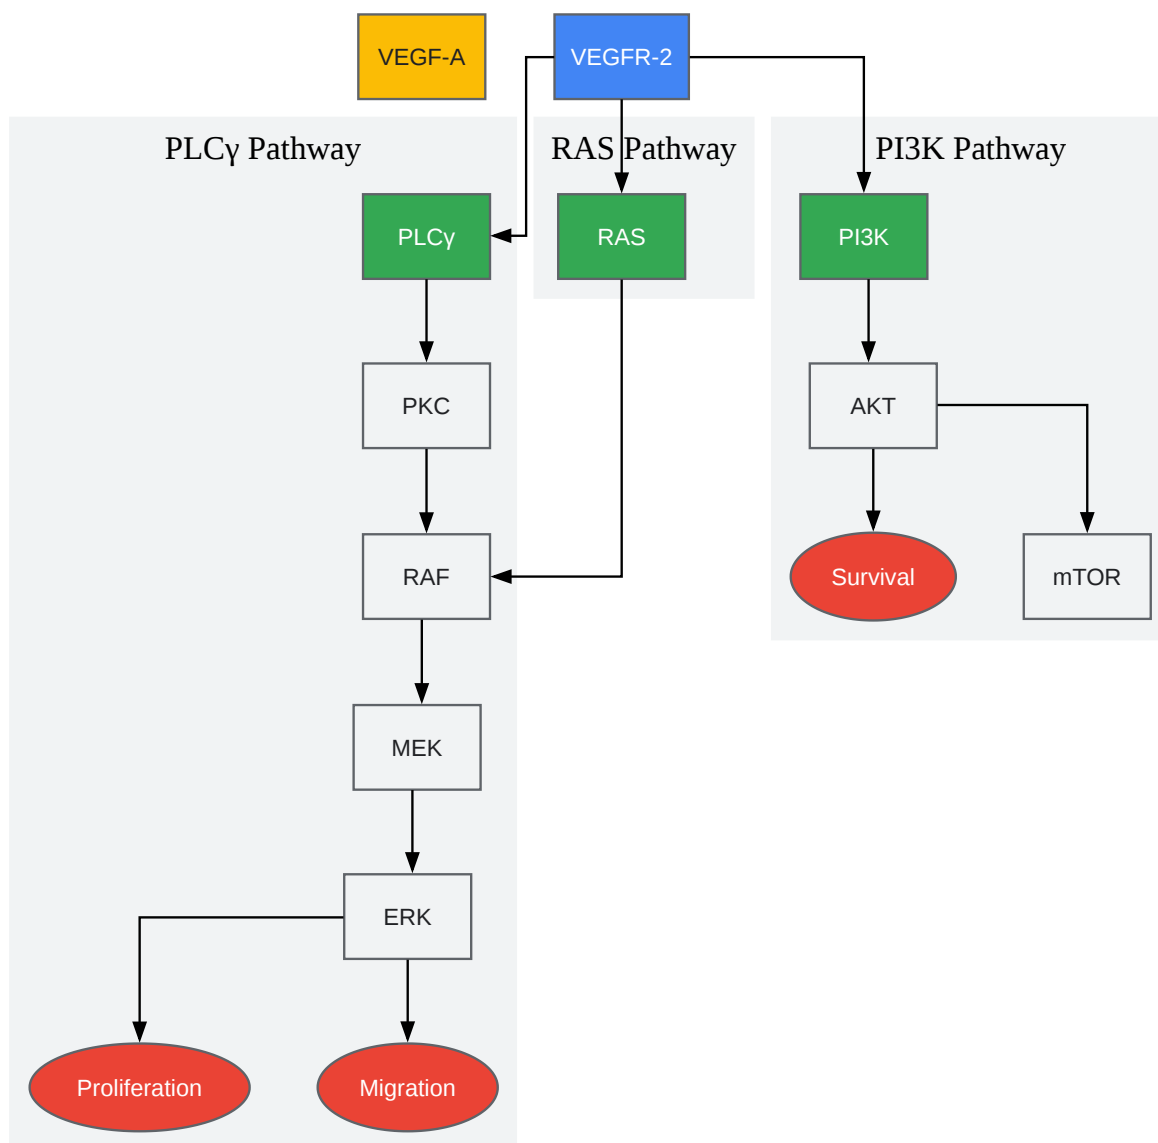 VEGF-A
VEGFR-2
PLCγ Pathway
RAS Pathway
PI3K Pathway
PLCγ
RAS
PI3K
PKC
AKT
RAF
Survival
mTOR
MEK
ERK
Proliferation
Migration